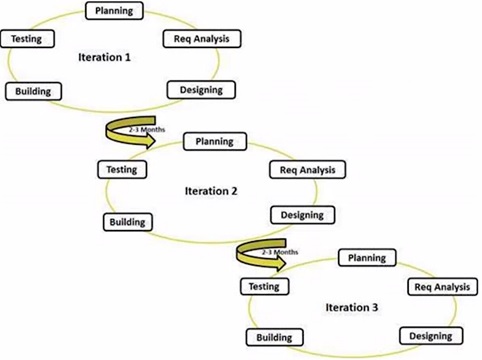 Planning
Testing
Req Analysis
Iteration 1
Building
Designing
2-3 Months
Planning
Testing
Req Analysis
Iteration 2
Building
Designing
2-3 Months
Planning
Testing
Req Analysis
Iteration 3
Building
Designing